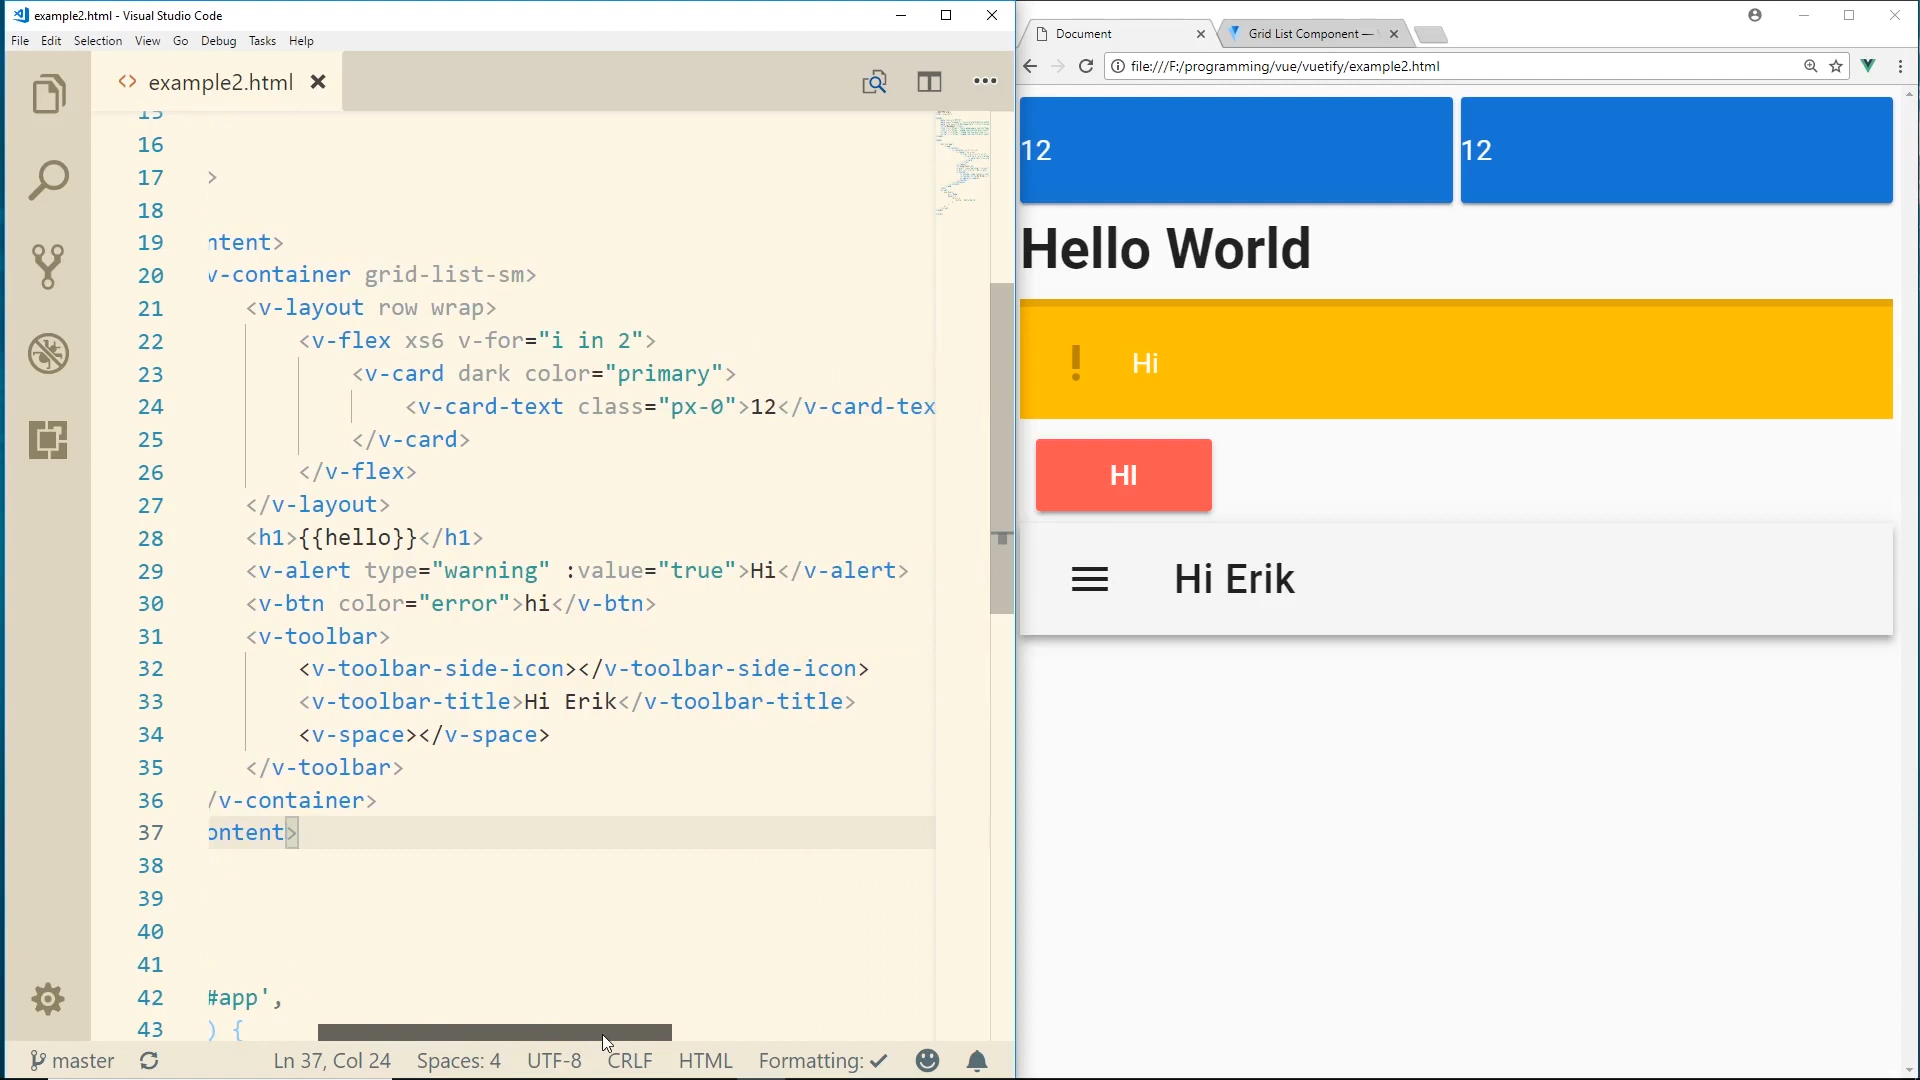 example2.html - Visual Studio Code
File Edit Selection View Go Debug Tasks Help
example2.html
15
16
17 >
18
19 ntent>
20 v-container grid-list-sm>
21 <v-layout row wrap>
22 <v-flex xs6 v-for="i in 2">
23 <v-card dark color="primary">
24 <v-card-text class="px-0">12</v-card-tex
25 </v-card>
26 </v-flex>
27 </v-layout>
28 <h1>{{hello}}</h1>
29 <v-alert type="warning" :value="true">Hi</v-alert>
30 <v-btn color="error">hi</v-btn>
31 <v-toolbar>
32 <v-toolbar-side-icon></v-toolbar-side-icon>
33 <v-toolbar-title>Hi Erik</v-toolbar-title>
34 <v-space></v-space>
35 </v-toolbar>
36 /v-container>
37 ontent>
38
39
40
41
42 #app',
43 ) {
master Ln 37, Col 24 Spaces: 4 UTF-8 CRLF HTML Formatting: ✓
Document Grid List Component —
file:///F:/programming/vue/vuetify/example2.html
12 12
Hello World
Hi
HI
Hi Erik